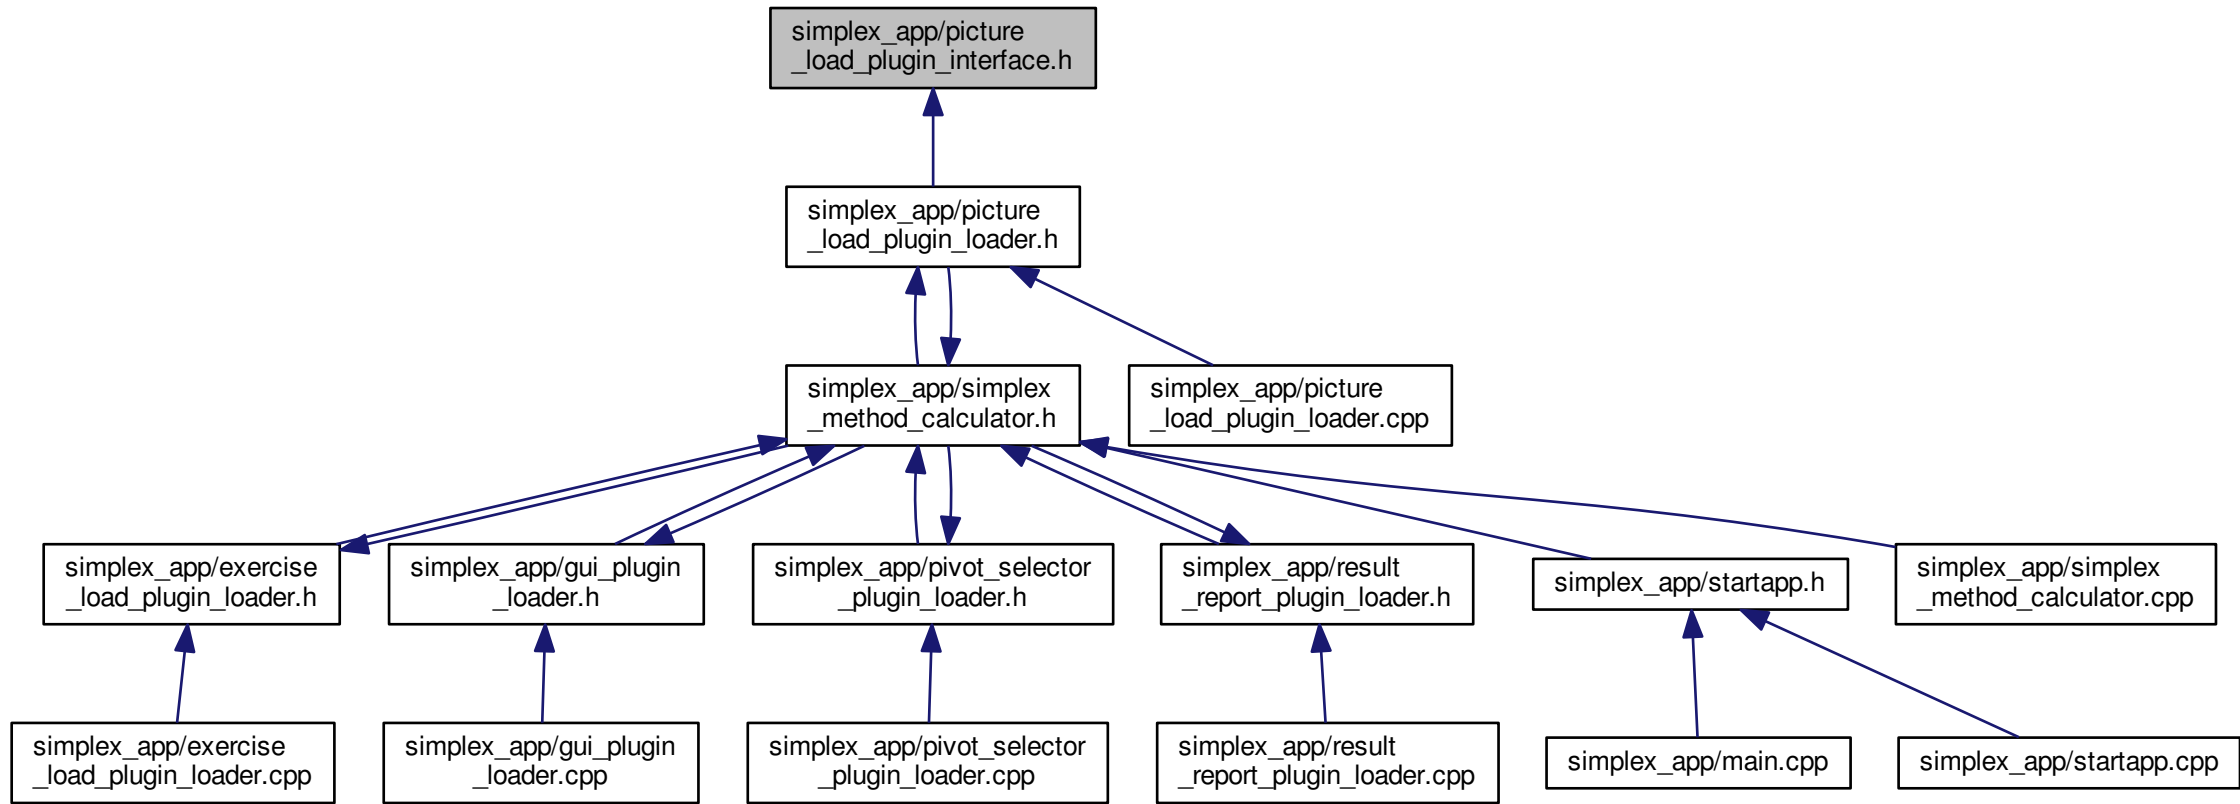 simplex_app/picture
_load_plugin_interface.h
simplex_app/picture
_load_plugin_loader.h
simplex_app/simplex
_method_calculator.h
simplex_app/picture
_load_plugin_loader.cpp
simplex_app/exercise
_load_plugin_loader.h
simplex_app/gui_plugin
_loader.h
simplex_app/pivot_selector
_plugin_loader.h
simplex_app/result
_report_plugin_loader.h
simplex_app/startapp.h
simplex_app/simplex
_method_calculator.cpp
simplex_app/exercise
_load_plugin_loader.cpp
simplex_app/gui_plugin
_loader.cpp
simplex_app/pivot_selector
_plugin_loader.cpp
simplex_app/result
_report_plugin_loader.cpp
simplex_app/main.cpp
simplex_app/startapp.cpp